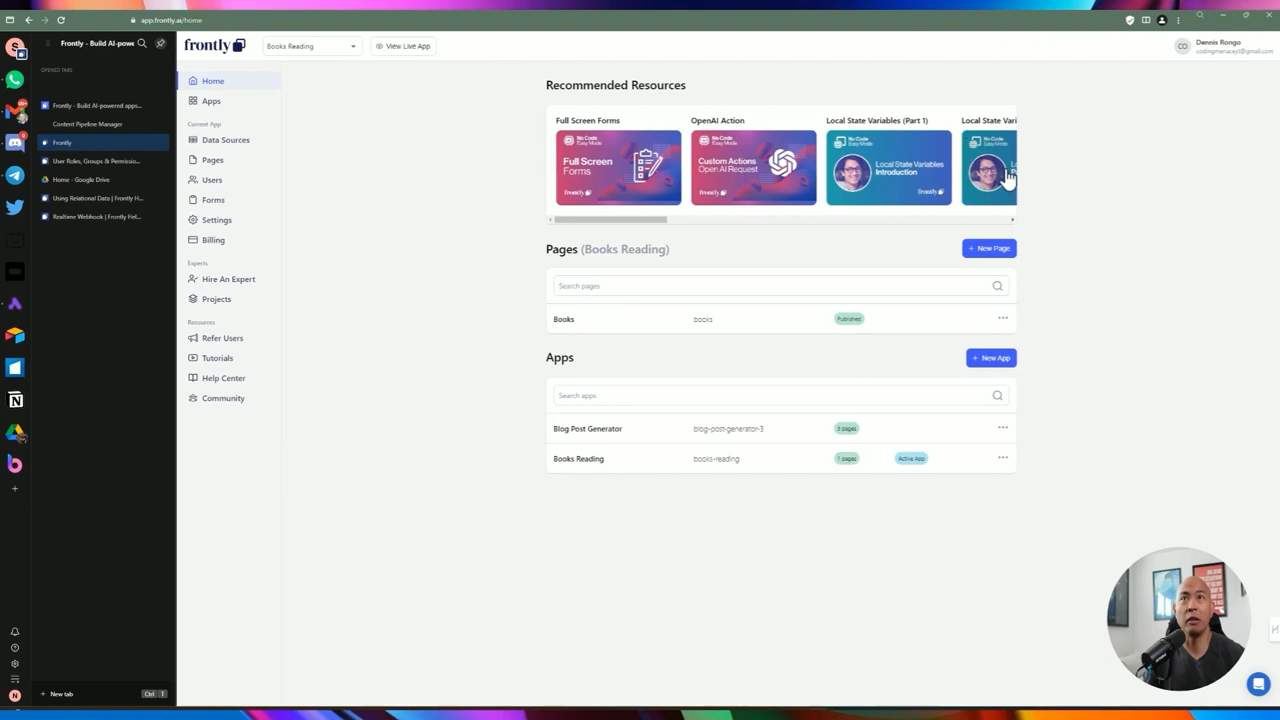 app.frontly.ai/home
Frontly - Build AI-powe
OPENED TABS
Frontly - Build AI-powered apps...
Content Pipeline Manager
Frontly
User Roles, Groups & Permissio...
Home - Google Drive
Using Relational Data | Frontly H...
Realtime Webhook | Frontly Hel...
New tab
Ctrl T
frontly
Books Reading
View Live App
CO
Dennis Rongo
codingmenaceyt@gmail.com
Home
Apps
Current App
Data Sources
Pages
Users
Forms
Settings
Billing
Experts
Hire An Expert
Projects
Resources
Refer Users
Tutorials
Help Center
Community
Recommended Resources
Full Screen Forms
OpenAI Action
Local State Variables (Part 1)
Local State Vari
No Code
Easy Mode
Full Screen
Forms
frontly
No Code
Easy Mode
Custom Actions
Open AI Request
frontly
No Code
Easy Mode
Local State Variables
Introduction
frontly
No Code
Easy Mode
Pages (Books Reading)
+ New Page
Search pages
Books
books
Published
...
Apps
+ New App
Search apps
Blog Post Generator
blog-post-generator-3
3 pages
...
Books Reading
books-reading
1 pages
Active App
...